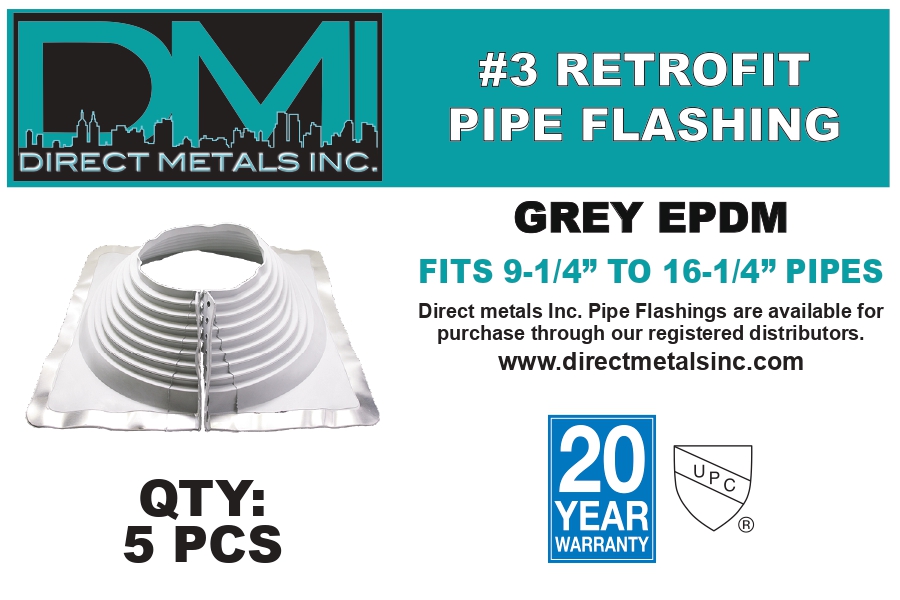 DMI
DIRECT METALS INC.
#3 RETROFIT
PIPE FLASHING
GREY EPDM
FITS 9-1/4” TO 16-1/4” PIPES
Direct metals Inc. Pipe Flashings are available for
purchase through our registered distributors.
www.directmetalsinc.com
QTY:
5 PCS
20
YEAR
WARRANTY
UPC
®